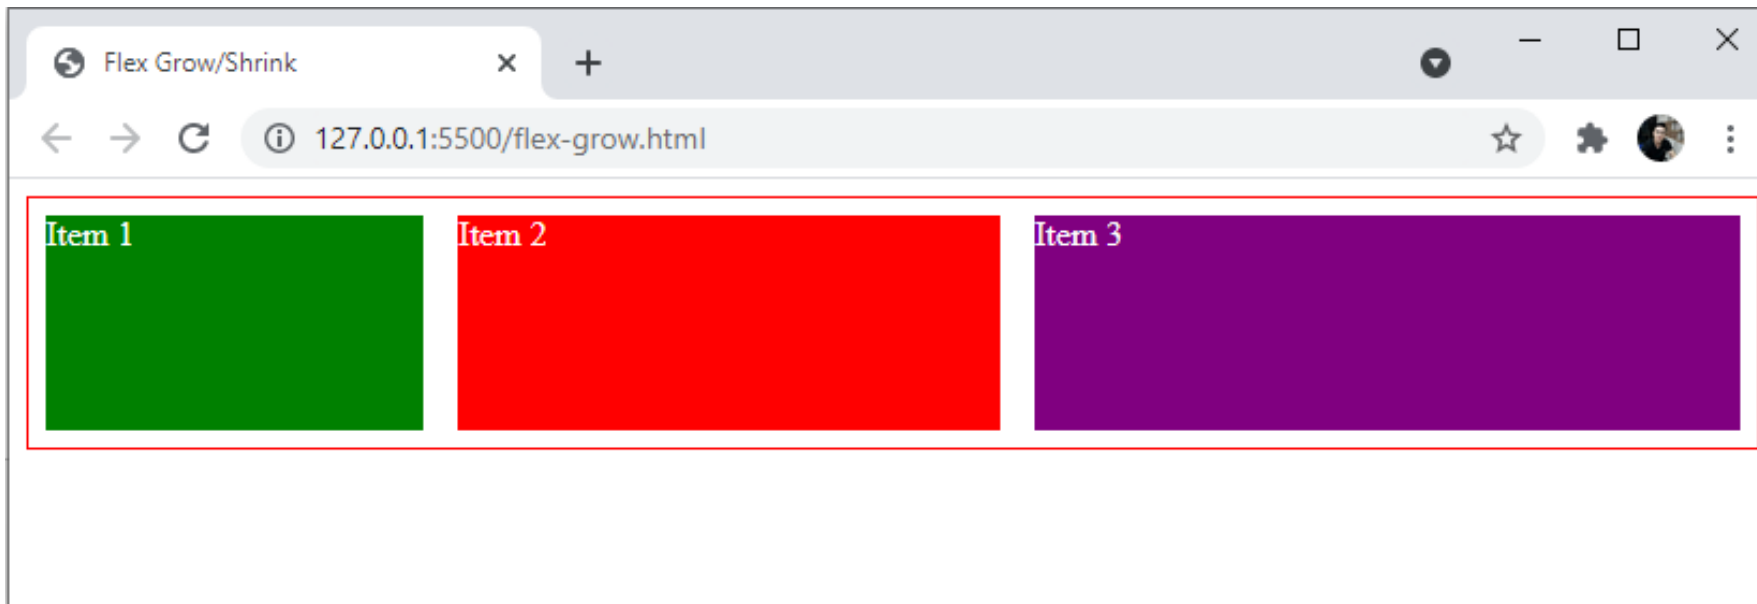 Flex Grow/Shrink
127.0.0.1:5500/flex-grow.html
Item 1 Item 2 Item 3